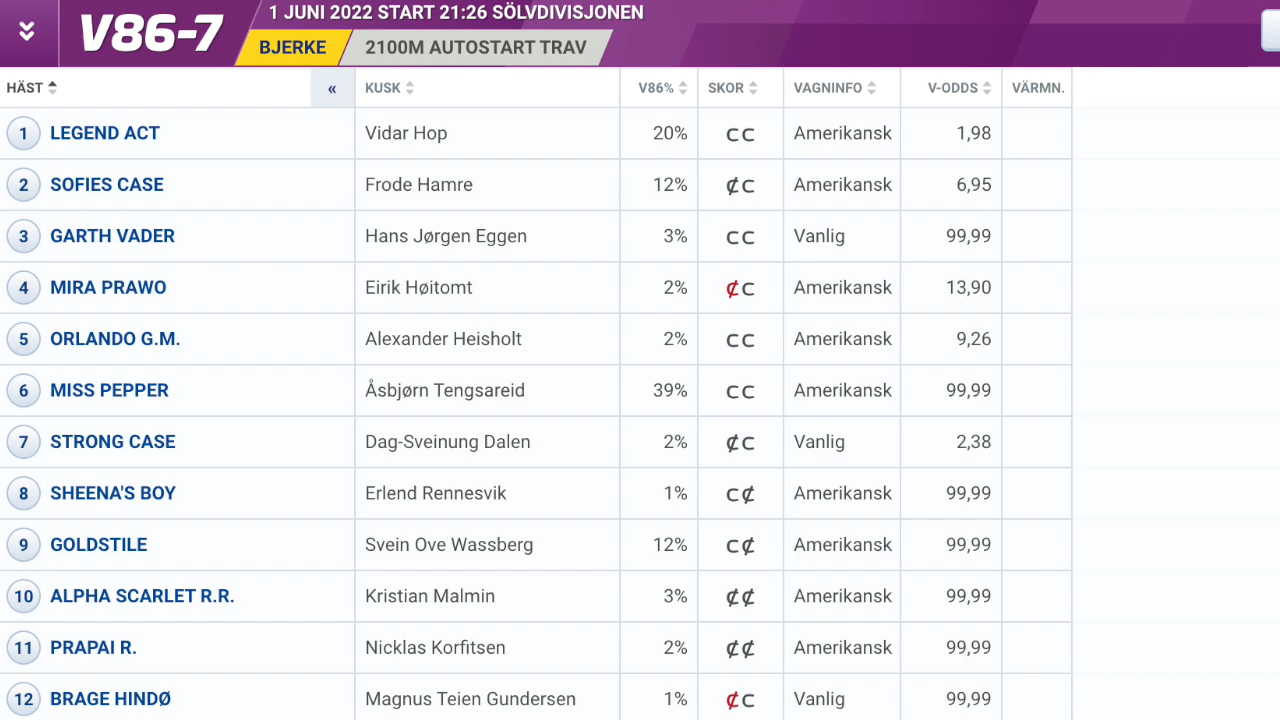 V86-7
1 JUNI 2022 START 21:26 SÖLVDIVISJONEN
BJERKE 2100M AUTOSTART TRAV
HÄST « KUSK V86% SKOR VAGNINFO V-ODDS VÄRMN.
1 LEGEND ACT Vidar Hop 20% C C Amerikansk 1,98
2 SOFIES CASE Frode Hamre 12% ₵ C Amerikansk 6,95
3 GARTH VADER Hans Jørgen Eggen 3% C C Vanlig 99,99
4 MIRA PRAWO Eirik Høitomt 2% ₵ C Amerikansk 13,90
5 ORLANDO G.M. Alexander Heisholt 2% C C Amerikansk 9,26
6 MISS PEPPER Åsbjørn Tengsareid 39% C C Amerikansk 99,99
7 STRONG CASE Dag-Sveinung Dalen 2% ₵ C Vanlig 2,38
8 SHEENA'S BOY Erlend Rennesvik 1% C ₵ Amerikansk 99,99
9 GOLDSTILE Svein Ove Wassberg 12% C ₵ Amerikansk 99,99
10 ALPHA SCARLET R.R. Kristian Malmin 3% ₵ ₵ Amerikansk 99,99
11 PRAPAI R. Nicklas Korfitsen 2% ₵ ₵ Amerikansk 99,99
12 BRAGE HINDØ Magnus Teien Gundersen 1% ₵ C Vanlig 99,99